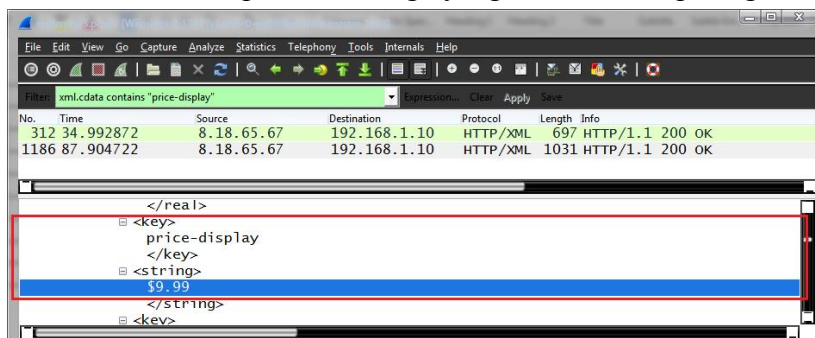 File Edit View Go Capture Analyze Statistics Telephony Tools Internals Help
Filter: xml.cdata contains "price-display" Expression... Clear Apply Save
No. Time Source Destination Protocol Length Info
312 34.992872 8.18.65.67 192.168.1.10 HTTP/XML 697 HTTP/1.1 200 OK
1186 87.904722 8.18.65.67 192.168.1.10 HTTP/XML 1031 HTTP/1.1 200 OK
</real>
<key>
price-display
</key>
<string>
$9.99
</string>
<key>